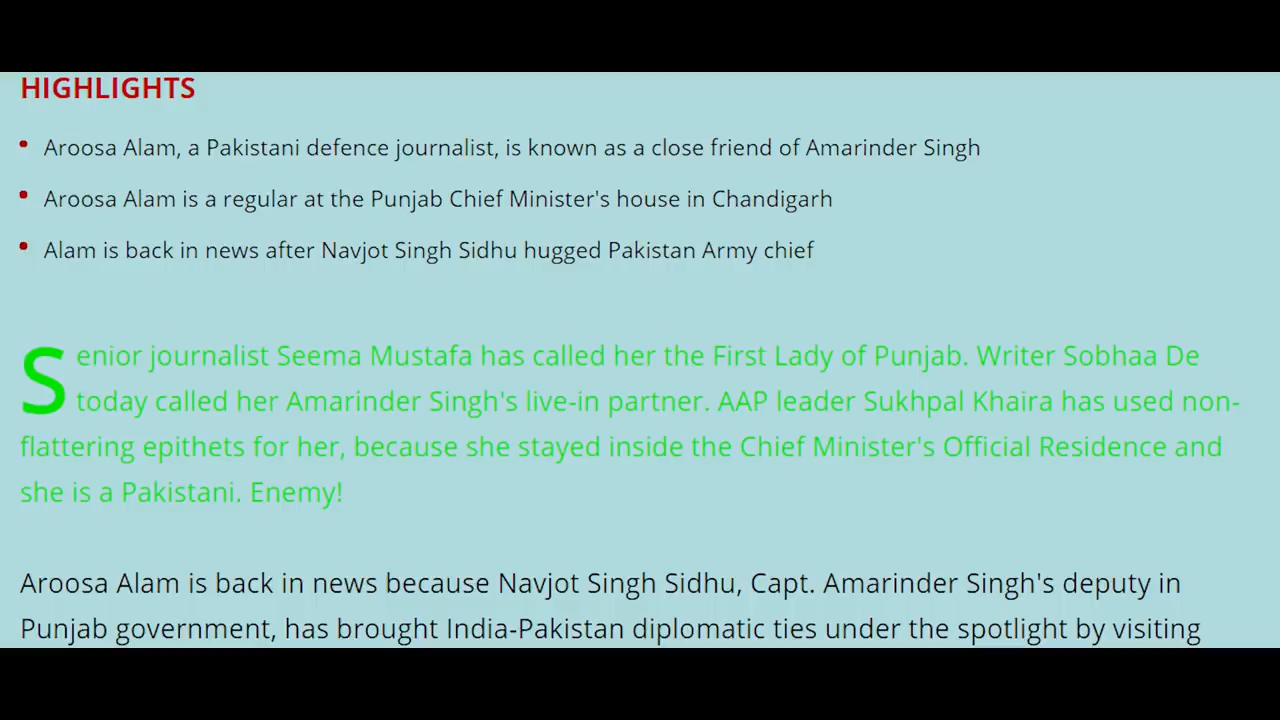 HIGHLIGHTS
• Aroosa Alam, a Pakistani defence journalist, is known as a close friend of Amarinder Singh
• Aroosa Alam is a regular at the Punjab Chief Minister's house in Chandigarh
• Alam is back in news after Navjot Singh Sidhu hugged Pakistan Army chief
Senior journalist Seema Mustafa has called her the First Lady of Punjab. Writer Sobhaa De
today called her Amarinder Singh's live-in partner. AAP leader Sukhpal Khaira has used non-
flattering epithets for her, because she stayed inside the Chief Minister's Official Residence and
she is a Pakistani. Enemy!
Aroosa Alam is back in news because Navjot Singh Sidhu, Capt. Amarinder Singh's deputy in
Punjab government, has brought India-Pakistan diplomatic ties under the spotlight by visiting